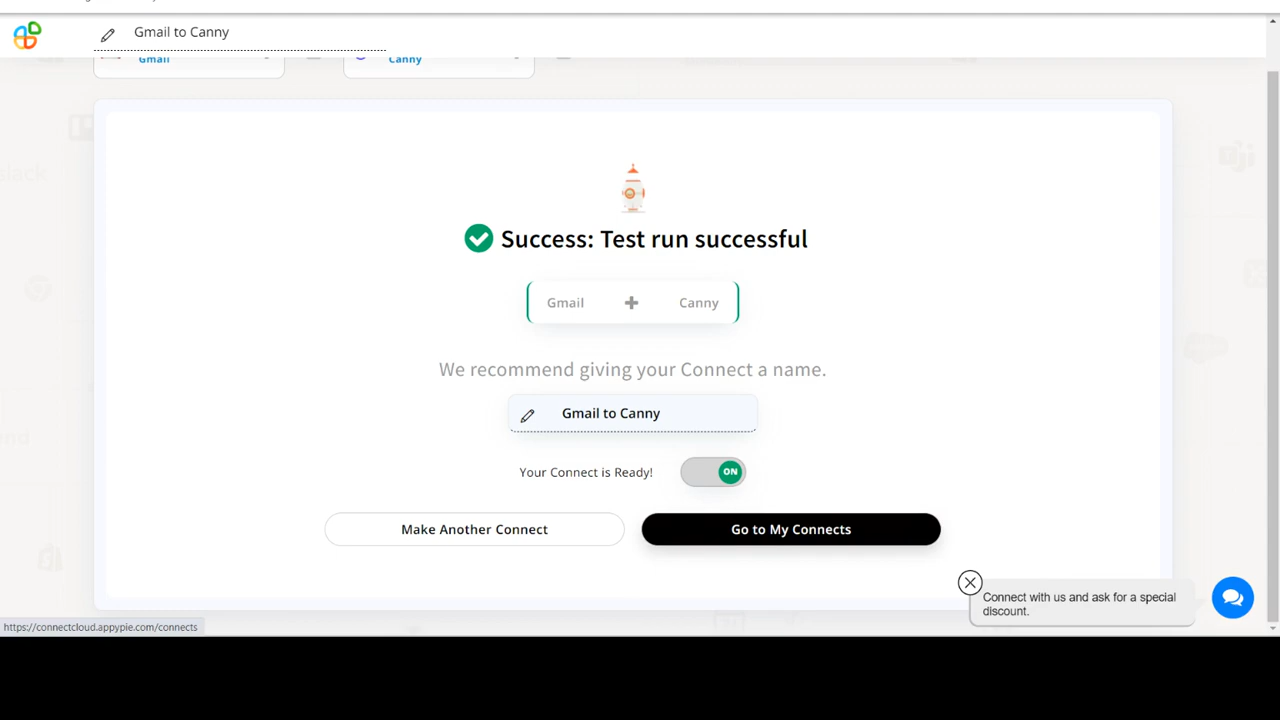 Gmail to Canny
Gmail
Canny
Success: Test run successful
Gmail
Canny
We recommend giving your Connect a name.
Gmail to Canny
Your Connect is Ready!
ON
Make Another Connect
Go to My Connects
Connect with us and ask for a special
discount.
https://connectcloud.appypie.com/connects